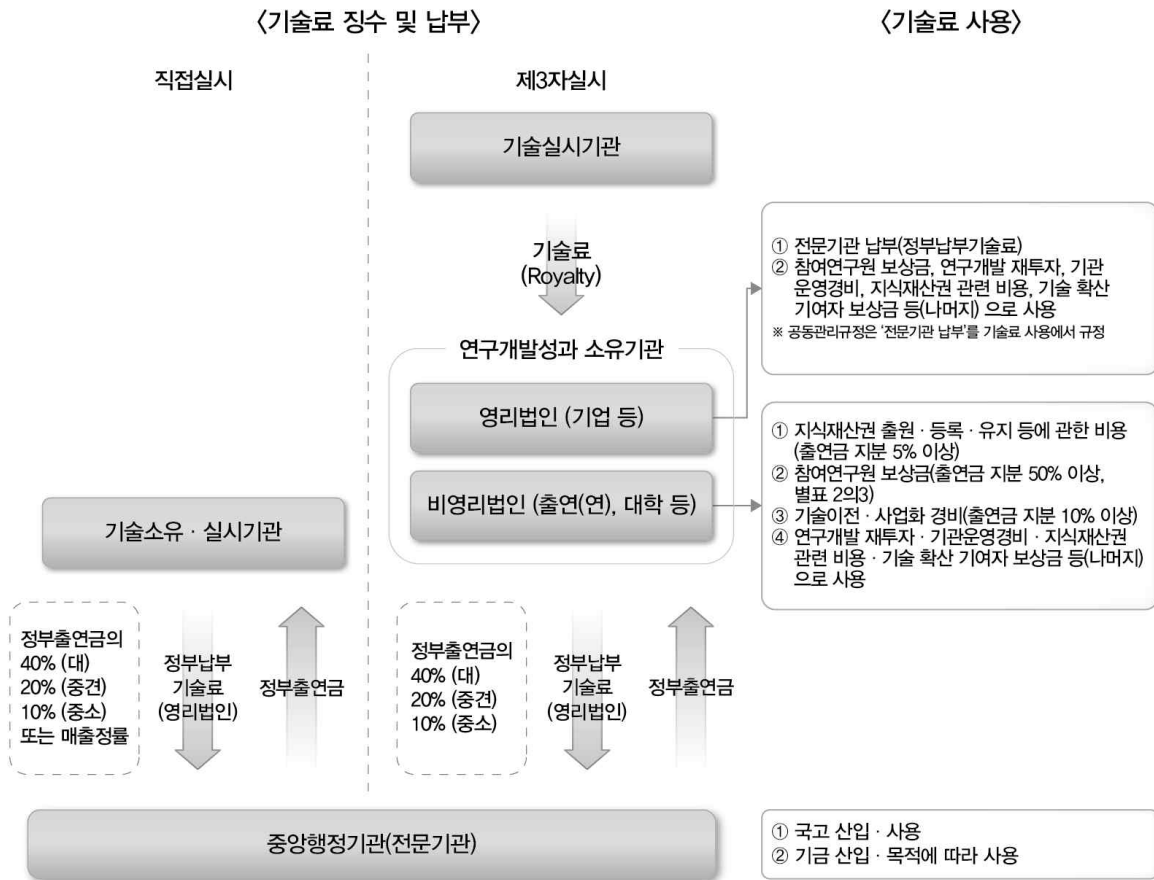 〈기술료 징수 및 납부〉
〈기술료 사용〉
직접실시
제3자실시
기술실시기관
기술료
(Royalty)
연구개발성과 소유기관
영리법인 (기업 등)
비영리법인 (출연(연), 대학 등)
① 전문기관 납부(정부납부기술료)
② 참여연구원 보상금, 연구개발 재투자, 기관
운영경비, 지식재산권 관련 비용, 기술 확산
기여자 보상금 등(나머지) 으로 사용
※ 공동관리규정은 ‘전문기관 납부’를 기술료 사용에서 규정
① 지식재산권 출원 · 등록 · 유지 등에 관한 비용
(출연금 지분 5% 이상)
② 참여연구원 보상금(출연금 지분 50% 이상,
별표 2의3)
③ 기술이전 · 사업화 경비(출연금 지분 10% 이상)
④ 연구개발 재투자 · 기관운영경비 · 지식재산권
관련 비용 · 기술 확산 기여자 보상금 등(나머지)
으로 사용
기술소유 · 실시기관
정부출연금의
40% (대)
20% (중견)
10% (중소)
또는 매출정률
정부납부
기술료
(영리법인)
정부출연금
정부출연금의
40% (대)
20% (중견)
10% (중소)
정부납부
기술료
(영리법인)
정부출연금
중앙행정기관(전문기관)
① 국고 산입 · 사용
② 기금 산입 · 목적에 따라 사용